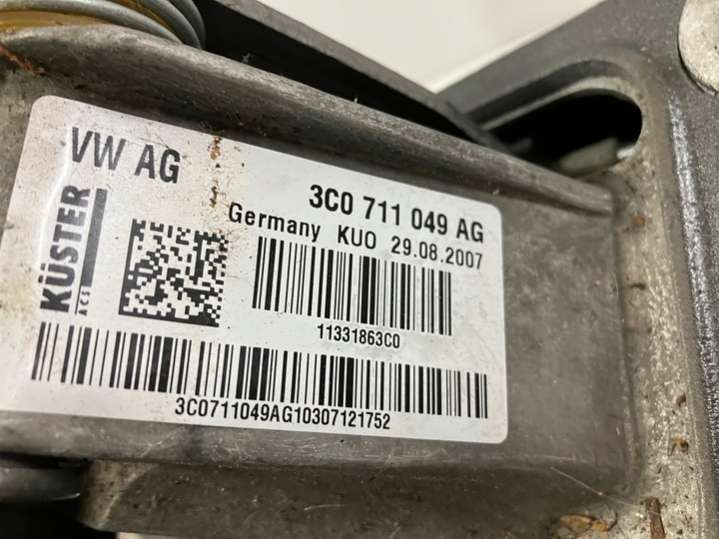 VW AG
3C0 711 049 AG
Germany KUO 29.08.2007
KÜSTER
ACS
11331863C0
3C0711049AG10307121752